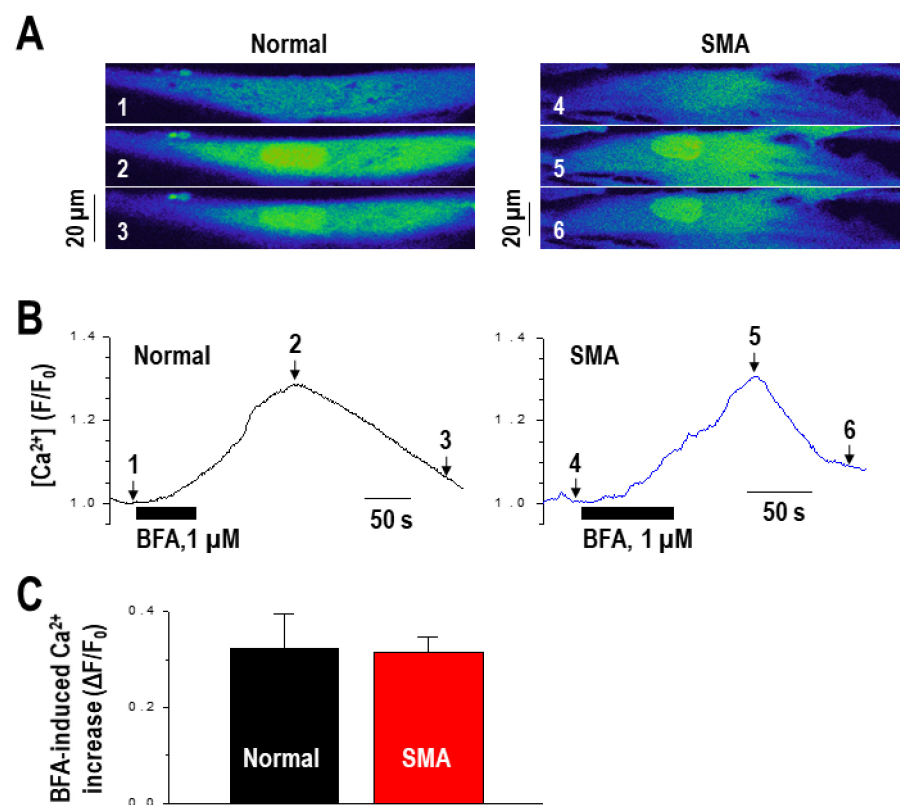 A
Normal
SMA
1
2
3
20 µm
4
5
6
20 µm
B
[Ca²⁺] (F/F₀)
1.4
1.2
1.0
Normal
1
2
3
50 s
BFA,1 µM
1.4
1.2
1.0
SMA
4
5
6
50 s
BFA, 1 µM
C
BFA-induced Ca²⁺
increase (ΔF/F₀)
0.4
0.2
0.0
Normal
SMA